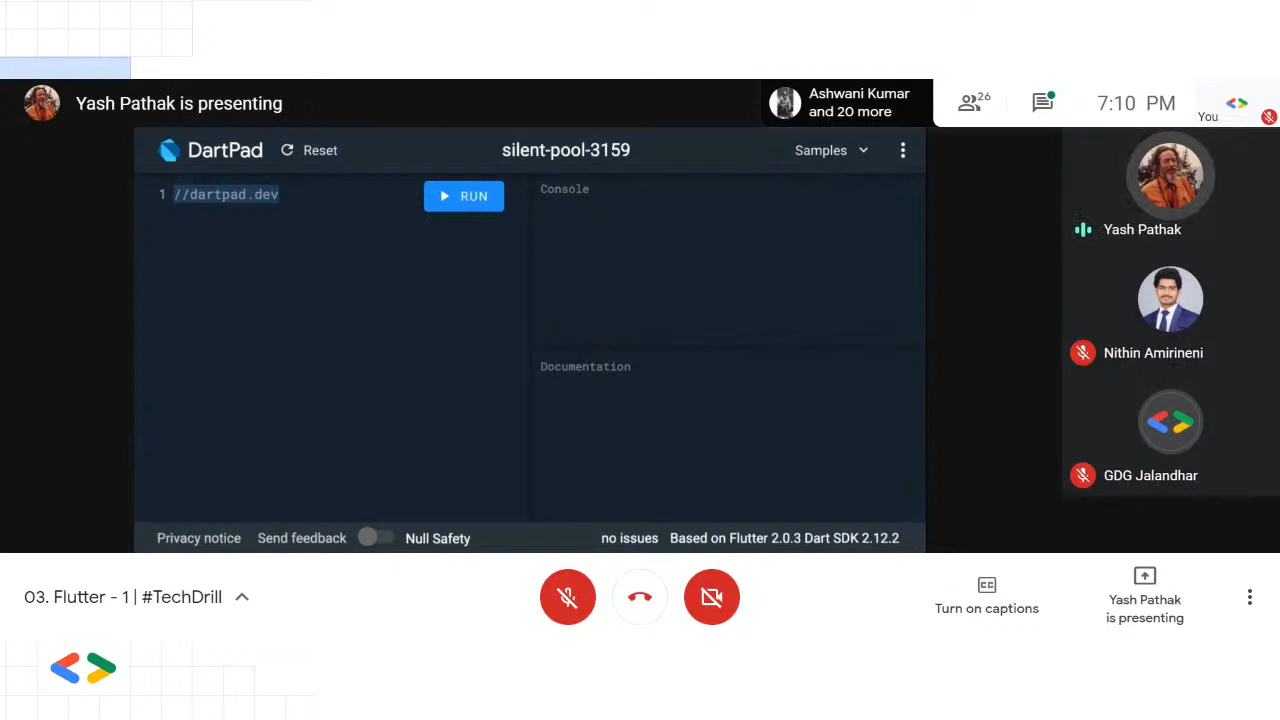 Yash Pathak is presenting
Ashwani Kumar
and 20 more
26
7:10 PM
You
DartPad
Reset
silent-pool-3159
Samples
1 //dartpad.dev
RUN
Console
Documentation
Privacy notice
Send feedback
Null Safety
no issues
Based on Flutter 2.0.3 Dart SDK 2.12.2
Yash Pathak
Nithin Amirineni
GDG Jalandhar
03. Flutter - 1 | #TechDrill
CC
Turn on captions
Yash Pathak
is presenting